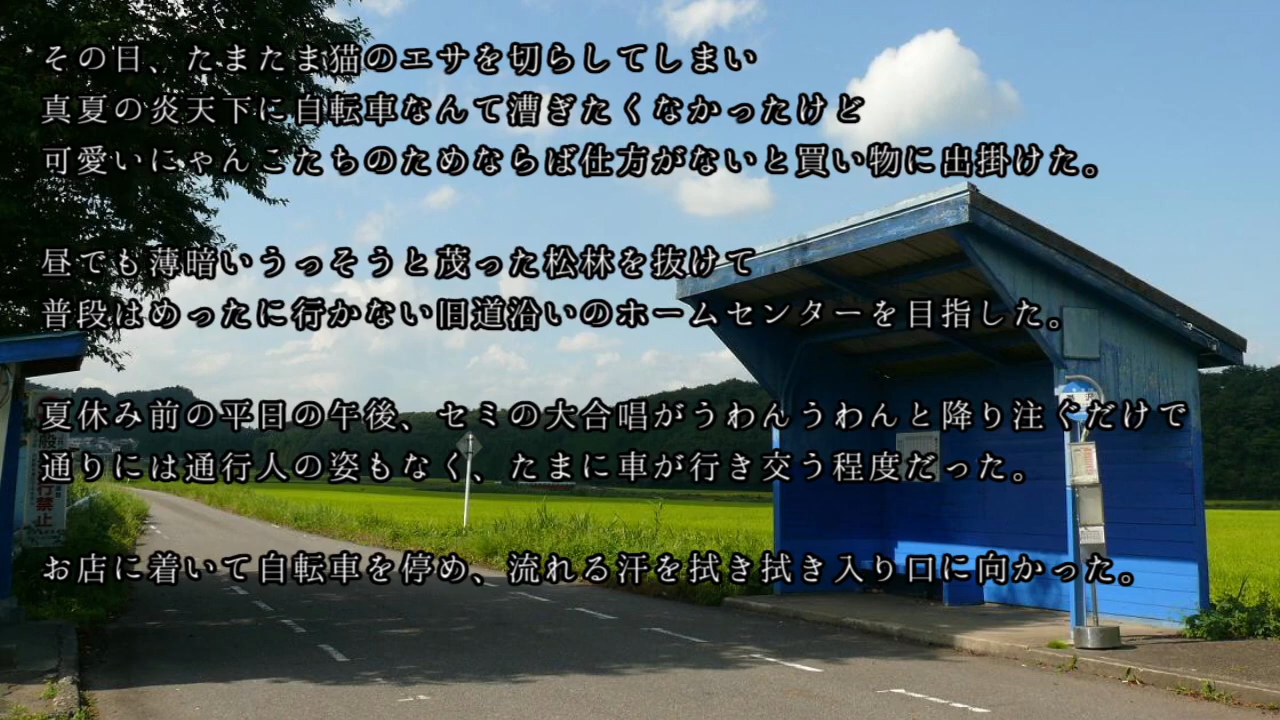 その日、たまたま猫のエサを切らしてしまい
真夏の炎天下に自転車なんて漕ぎたくなかったけど
可愛いにゃんこたちのためならば仕方がないと買い物に出掛けた。
昼でも薄暗いうっそうと茂った松林を抜けて
普段はめったに行かない旧道沿いのホームセンターを目指した。
夏休み前の平日の午後、セミの大合唱がうわんうわんと降り注ぐだけで
通りには通行人の姿もなく、たまに車が行き交う程度だった。
お店に着いて自転車を停め、流れる汗を拭き拭き入り口に向かった。